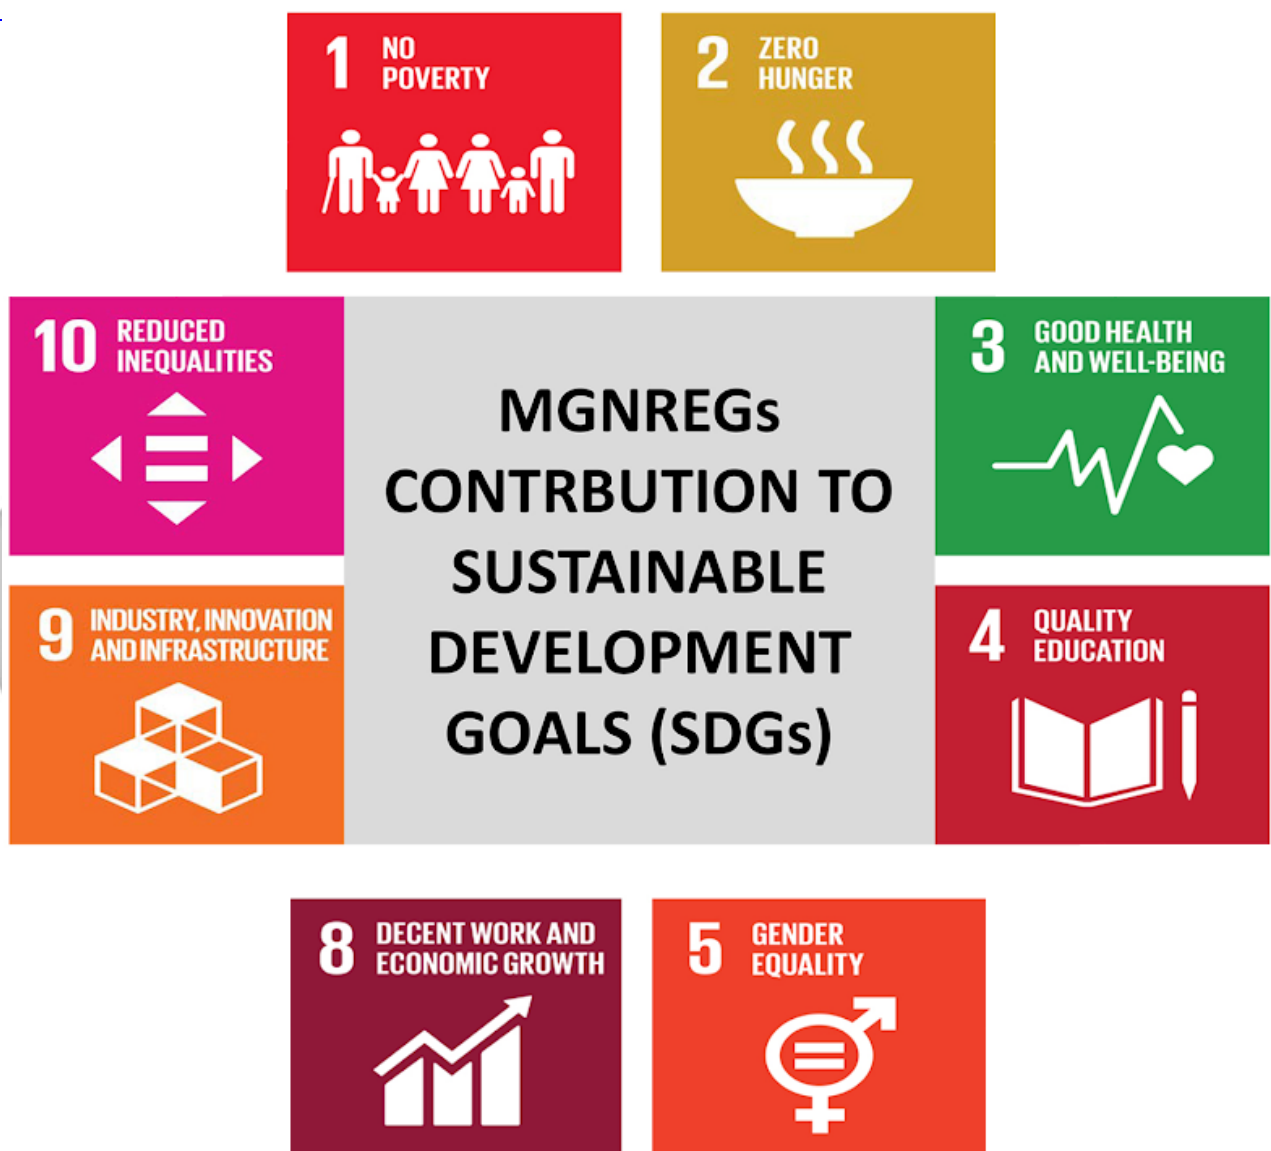 1 NO
POVERTY
2 ZERO
HUNGER
10 REDUCED
INEQUALITIES
MGNREGs
CONTRBUTION TO
SUSTAINABLE
DEVELOPMENT
GOALS (SDGs)
3 GOOD HEALTH
AND WELL-BEING
9 INDUSTRY, INNOVATION
AND INFRASTRUCTURE
4 QUALITY
EDUCATION
8 DECENT WORK AND
ECONOMIC GROWTH
5 GENDER
EQUALITY